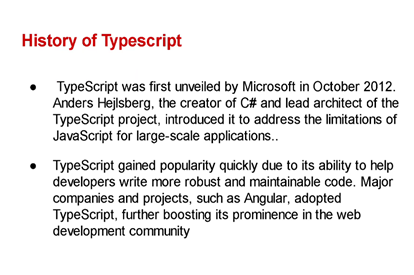 History of Typescript
● TypeScript was first unveiled by Microsoft in October 2012.
Anders Hejlsberg, the creator of C# and lead architect of the
TypeScript project, introduced it to address the limitations of
JavaScript for large-scale applications..
● TypeScript gained popularity quickly due to its ability to help
developers write more robust and maintainable code. Major
companies and projects, such as Angular, adopted
TypeScript, further boosting its prominence in the web
development community